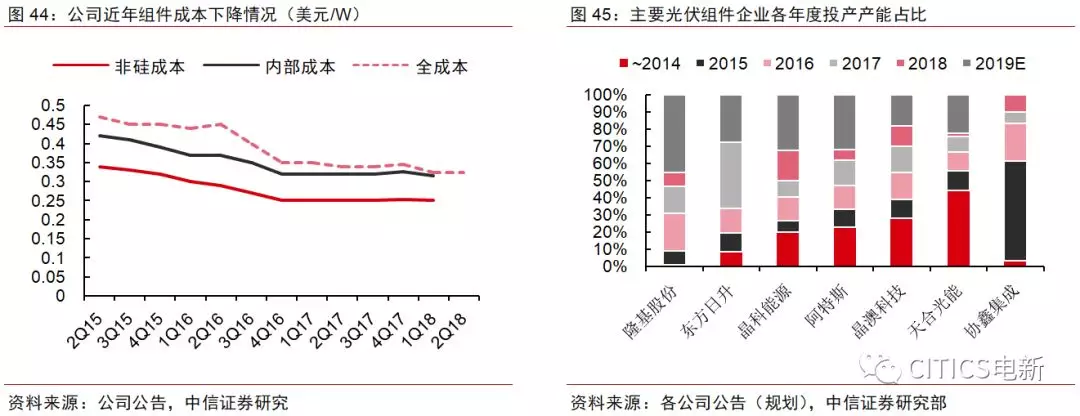 图 44：公司近年组件成本下降情况（美元/W）
非硅成本 内部成本 全成本
0.5
0.45
0.4
0.35
0.3
0.25
0.2
0.15
0.1
0.05
0
2Q15 3Q15 4Q15 1Q16 2Q16 3Q16 4Q16 1Q17 2Q17 3Q17 4Q17 1Q18 2Q18
资料来源：公司公告，中信证券研究
图 45：主要光伏组件企业各年度投产产能占比
~2014 2015 2016 2017 2018 2019E
100%
90%
80%
70%
60%
50%
40%
30%
20%
10%
0%
隆基股份 东方日升 晶科能源 阿特斯 晶澳科技 天合光能 协鑫集成
CITICS电新
资料来源：各公司公告（规划），中信证券研究部